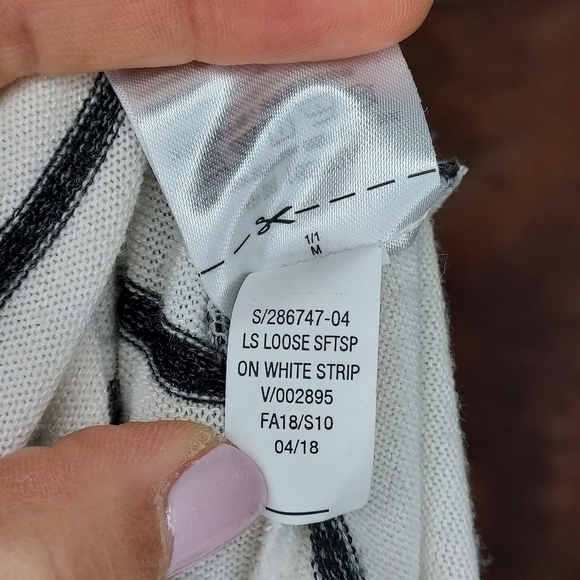 1/1
M
S/286747-04
LS LOOSE SFTSP
ON WHITE STRIP
V/002895
FA18/S10
04/18